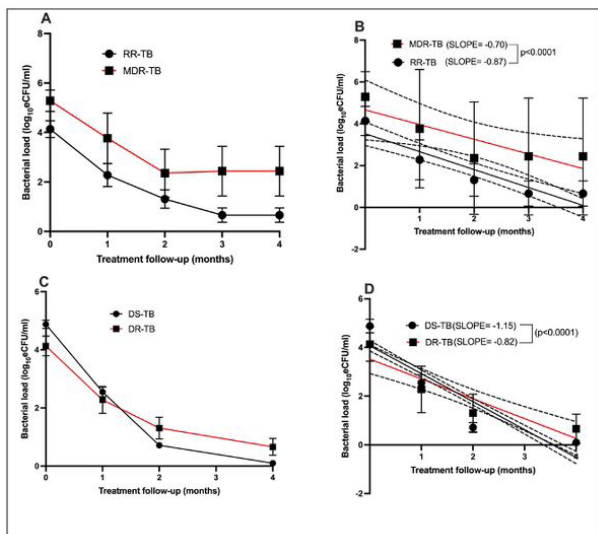 A
RR-TB
MDR-TB
Bacterial load (log10eCFU/ml)
6
4
2
0
0 1 2 3 4
Treatment follow-up (months)
B
MDR-TB (SLOPE= -0.70)
RR-TB (SLOPE= -0.87)
p<0.0001
Bacterial load (log10eCFU/ml)
8
6
4
2
0
-2
1 2 3 4
Treatment follow-up (months)
C
DS-TB
DR-TB
Bacterial load (log10eCFU/ml)
6
4
2
0
0 1 2 4
Treatment follow-up (months)
D
DS-TB(SLOPE= -1.15)
DR-TB (SLOPE= -0.82)
(p<0.0001)
Bacterial load (log10eCFU/ml)
6
4
2
0
-2
1 2 3 4
Treatment follow-up (months)